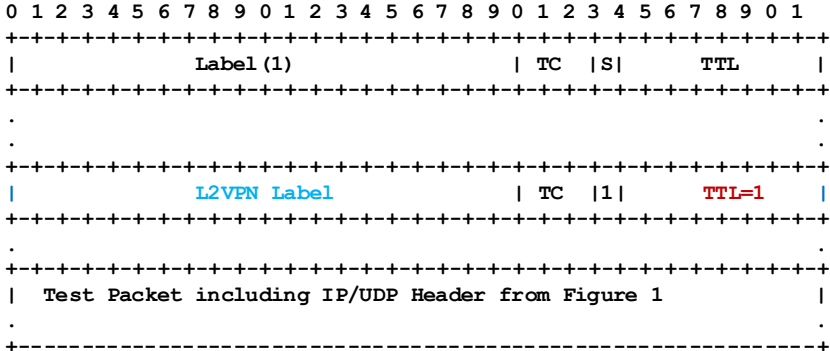 0 1 2 3 4 5 6 7 8 9 0 1 2 3 4 5 6 7 8 9 0 1 2 3 4 5 6 7 8 9 0 1
+-+-+-+-+-+-+-+-+-+-+-+-+-+-+-+-+-+-+-+-+-+-+-+-+-+-+-+-+-+-+-+-+
|              Label(1)                 | TC  |S|      TTL      |
+-+-+-+-+-+-+-+-+-+-+-+-+-+-+-+-+-+-+-+-+-+-+-+-+-+-+-+-+-+-+-+-+
.                                                               .
.                                                               .
+-+-+-+-+-+-+-+-+-+-+-+-+-+-+-+-+-+-+-+-+-+-+-+-+-+-+-+-+-+-+-+-+
|              L2VPN Label              | TC  |1|      TTL=1    |
+-+-+-+-+-+-+-+-+-+-+-+-+-+-+-+-+-+-+-+-+-+-+-+-+-+-+-+-+-+-+-+-+
.                                                               .
+-+-+-+-+-+-+-+-+-+-+-+-+-+-+-+-+-+-+-+-+-+-+-+-+-+-+-+-+-+-+-+-+
|  Test Packet including IP/UDP Header from Figure 1            |
.                                                               .
+---------------------------------------------------------------+